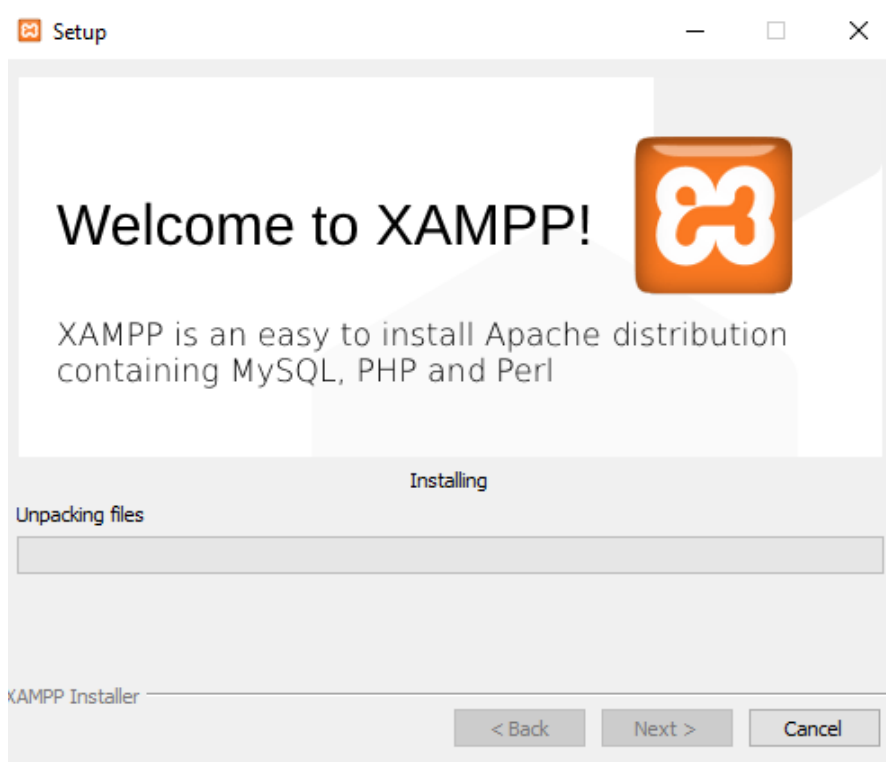 Setup
Welcome to XAMPP!
XAMPP is an easy to install Apache distribution
containing MySQL, PHP and Perl
Installing
Unpacking files
XAMPP Installer
< Back
Next >
Cancel